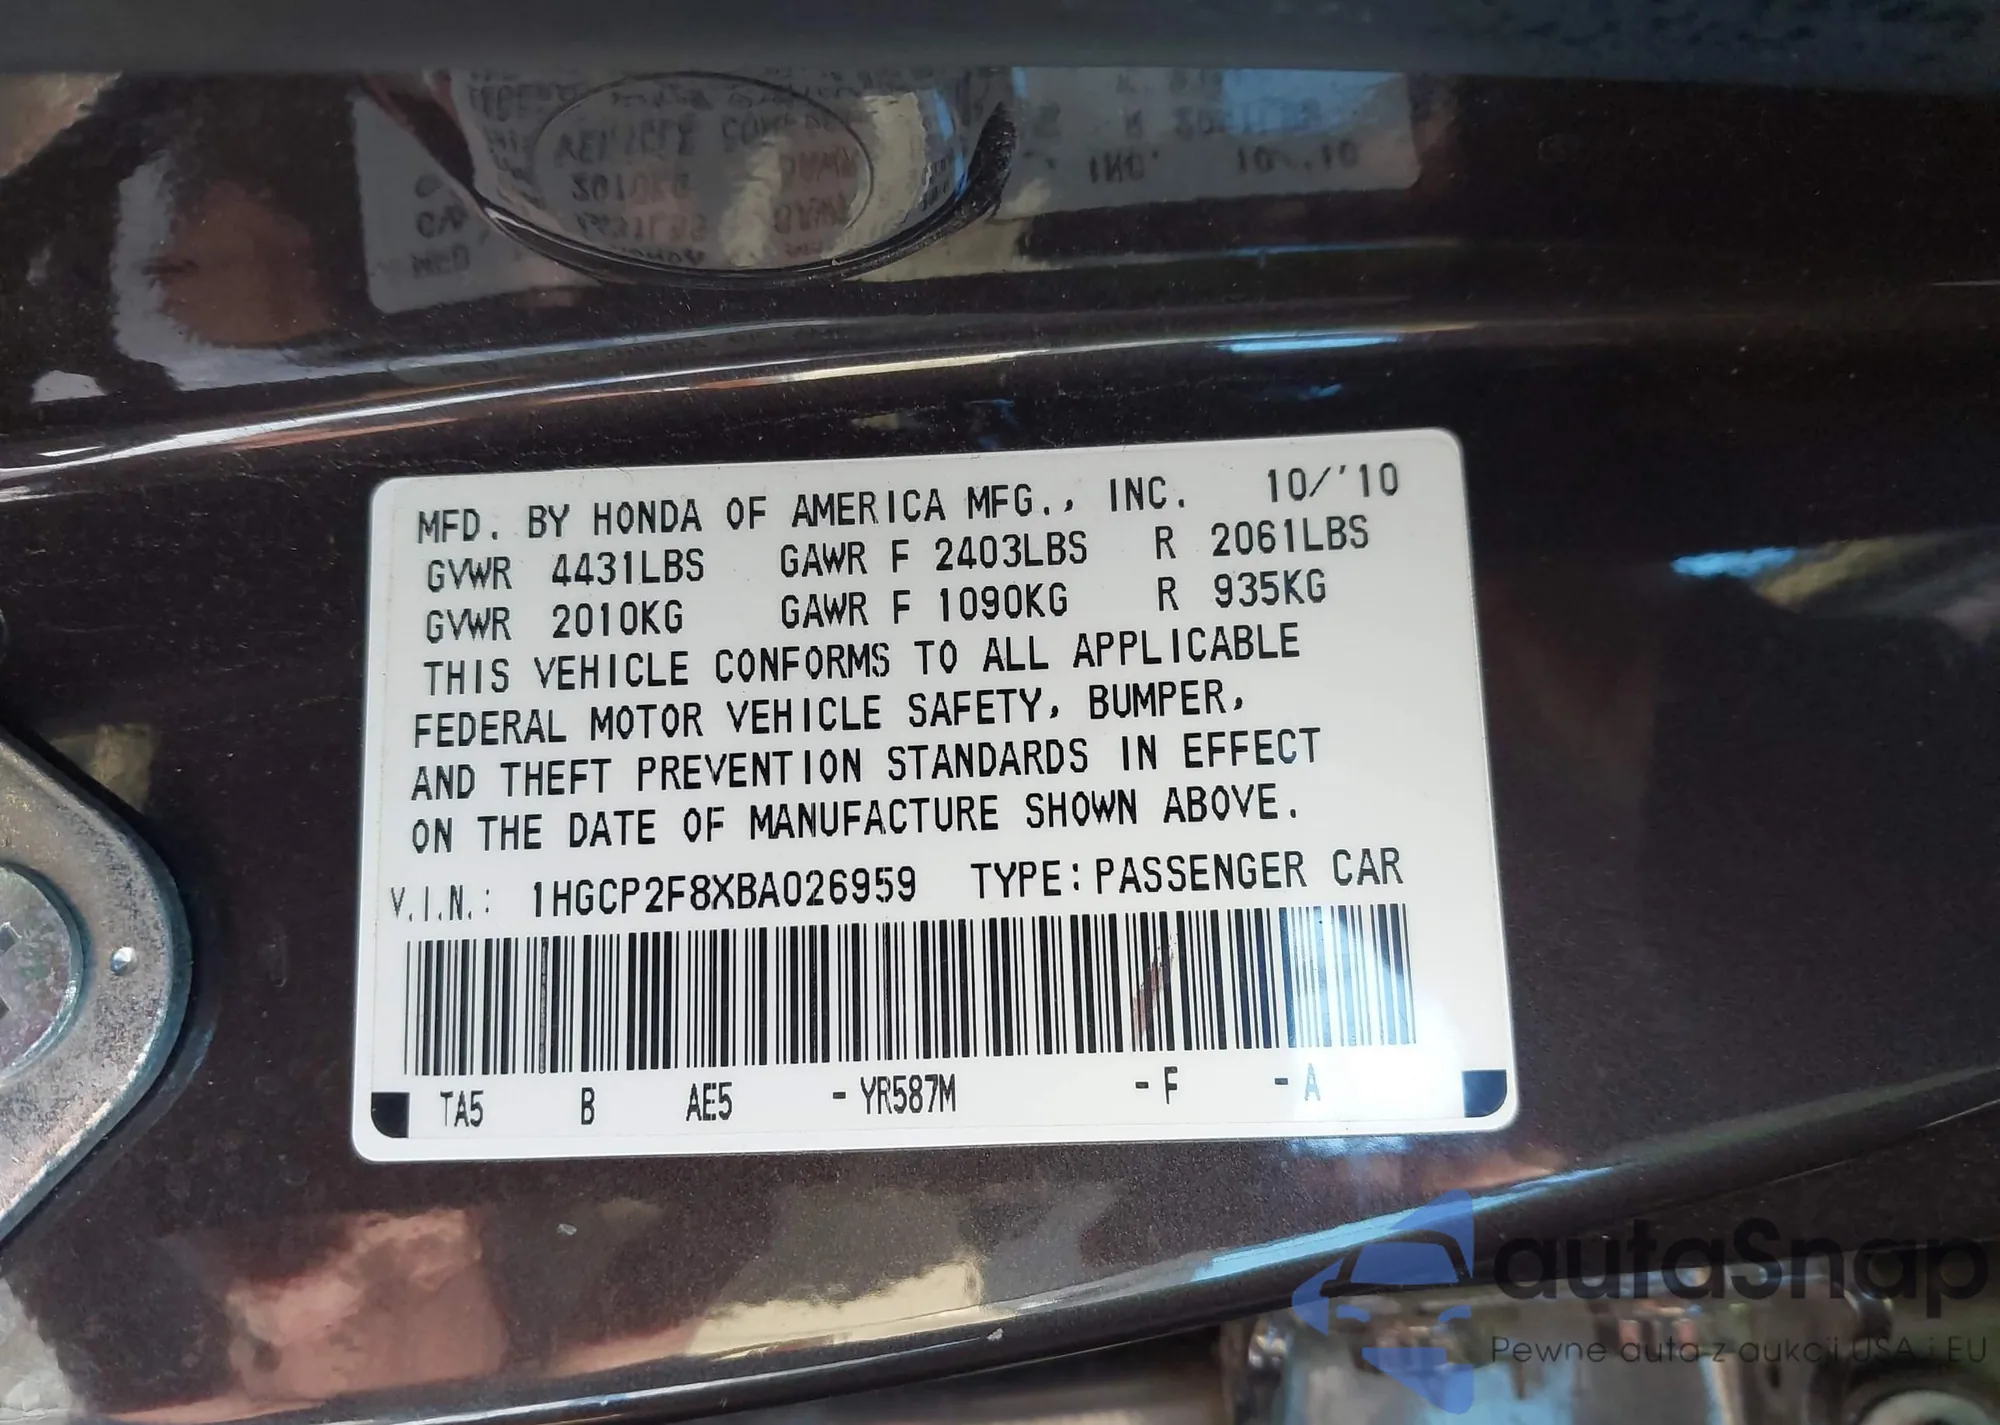 MFD. BY HONDA OF AMERICA MFG., INC. 10/'10
GVWR 4431LBS GAWR F 2403LBS R 2061LBS
GVWR 2010KG GAWR F 1090KG R 935KG
THIS VEHICLE CONFORMS TO ALL APPLICABLE
FEDERAL MOTOR VEHICLE SAFETY, BUMPER,
AND THEFT PREVENTION STANDARDS IN EFFECT
ON THE DATE OF MANUFACTURE SHOWN ABOVE.
V.I.N.: 1HGCP2F8XBA026959 TYPE:PASSENGER CAR
TA5 B AE5 -YR587M -F -A
autaSnap
Pewne auta z aukcji USA i EU